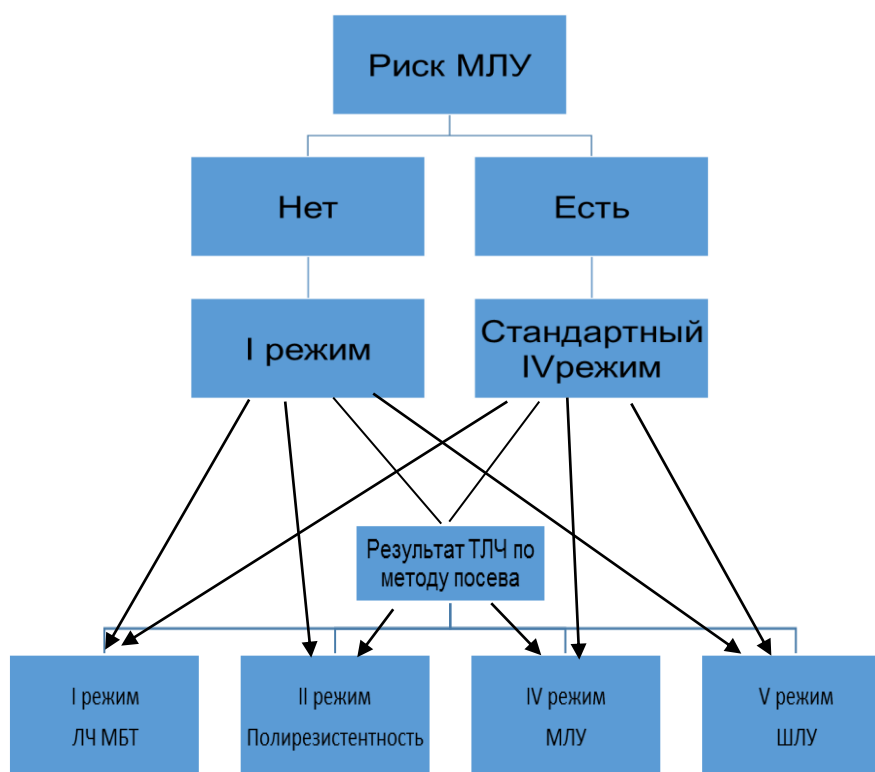 Риск МЛУ
Нет
Есть
I режим
Стандартный
IVрежим
Результат ТЛЧ по
методу посева
I режим
ЛЧ МБТ
II режим
Полирезистентность
IV режим
МЛУ
V режим
ШЛУ